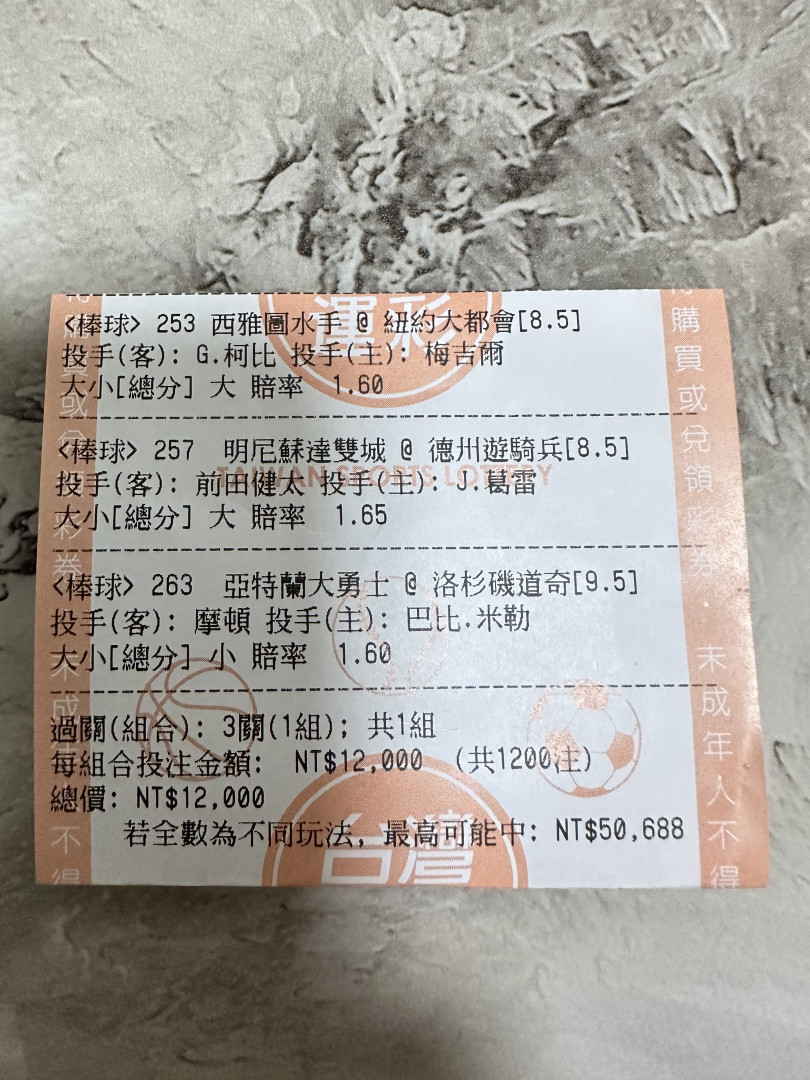 運彩
<棒球> 253 西雅圖水手 @ 紐約大都會[8.5]
投手(客): G.柯比 投手(主): 梅吉爾
大小[總分] 大 賠率 1.60
<棒球> 257 明尼蘇達雙城 @ 德州遊騎兵[8.5]
TAIWAN SPORTS LOTTERY
投手(客): 前田健太 投手(主): J.葛雷
大小[總分] 大 賠率 1.65
<棒球> 263 亞特蘭大勇士 @ 洛杉磯道奇[9.5]
投手(客): 摩頓 投手(主): 巴比.米勒
大小[總分] 小 賠率 1.60
過關(組合): 3關(1組); 共1組
每組合投注金額: NT$12,000 (共1200注)
總價: NT$12,000
若全數為不同玩法, 最高可能中: NT$50,688
台灣
購買或兌領彩券．未成年人不得